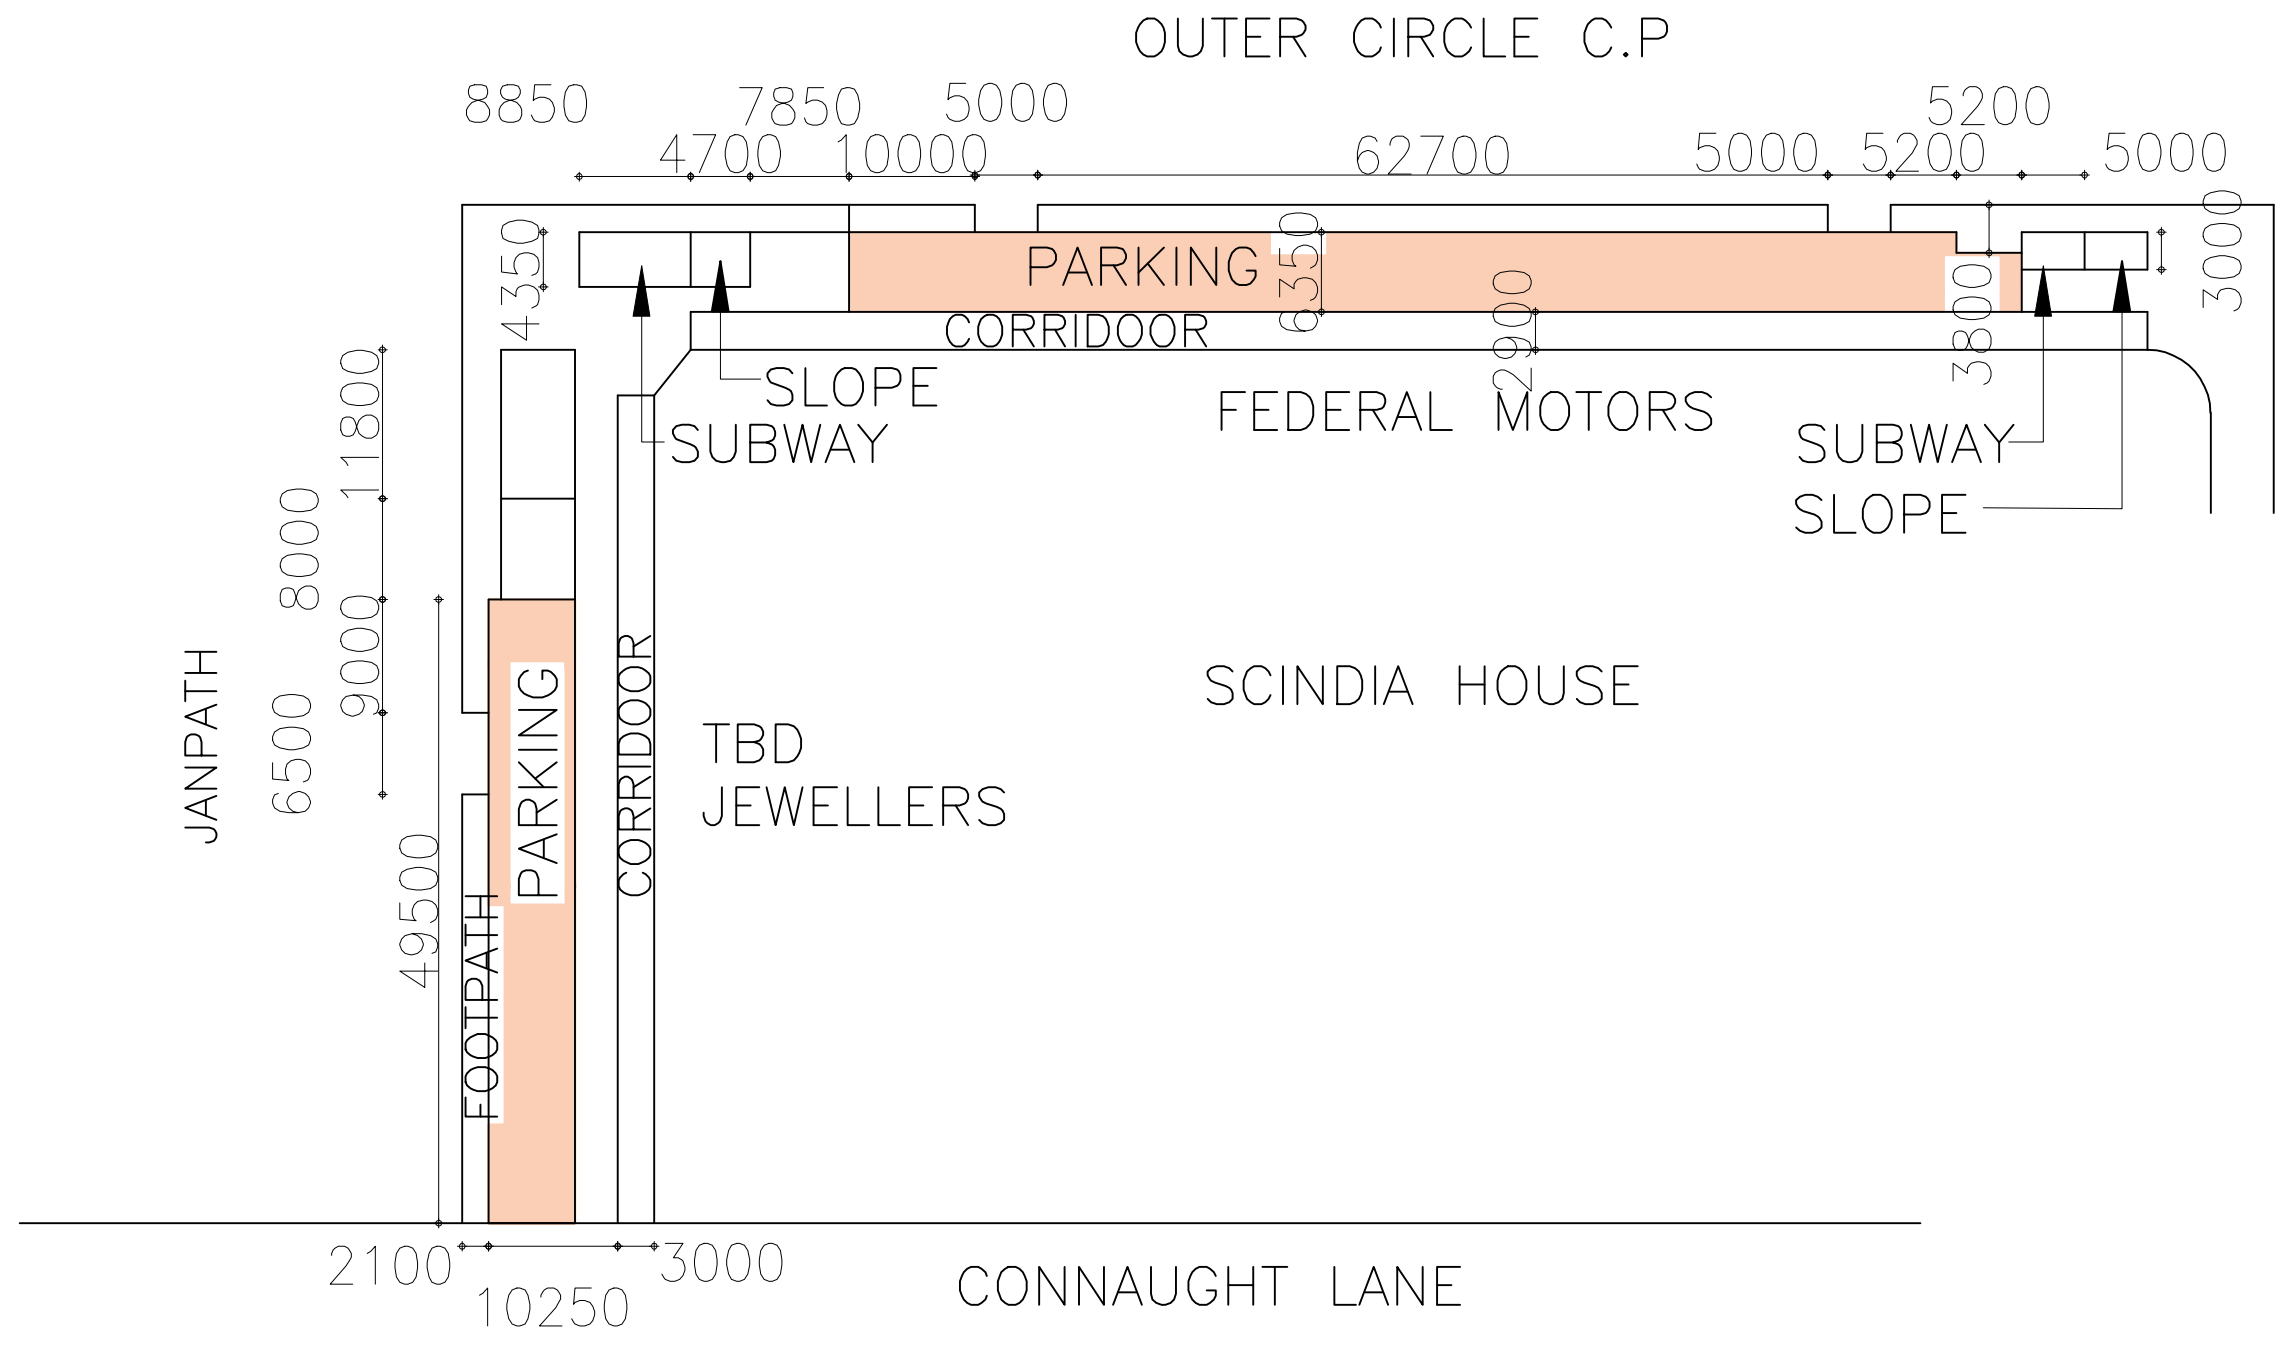 OUTER CIRCLE C.P
8850
7850
5000
5200
4700
10000
62700
5000
5200
5000
4350
PARKING
6350
3000
CORRIDOOR
2900
3800
SLOPE
FEDERAL MOTORS
SUBWAY
SUBWAY
SLOPE
11800
8000
9000
6500
JANPATH
PARKING
CORRIDOOR
SCINDIA HOUSE
TBD
JEWELLERS
49500
FOOTPATH
2100
3000
10250
CONNAUGHT LANE